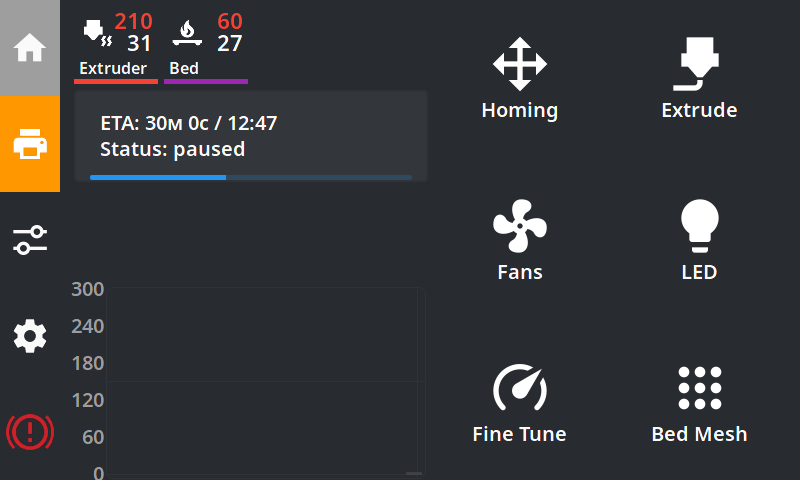 210
31
Extruder
60
27
Bed
ETA: 30м 0с / 12:47
Status: paused
300
240
180
120
60
0
Homing
Extrude
Fans
LED
Fine Tune
Bed Mesh